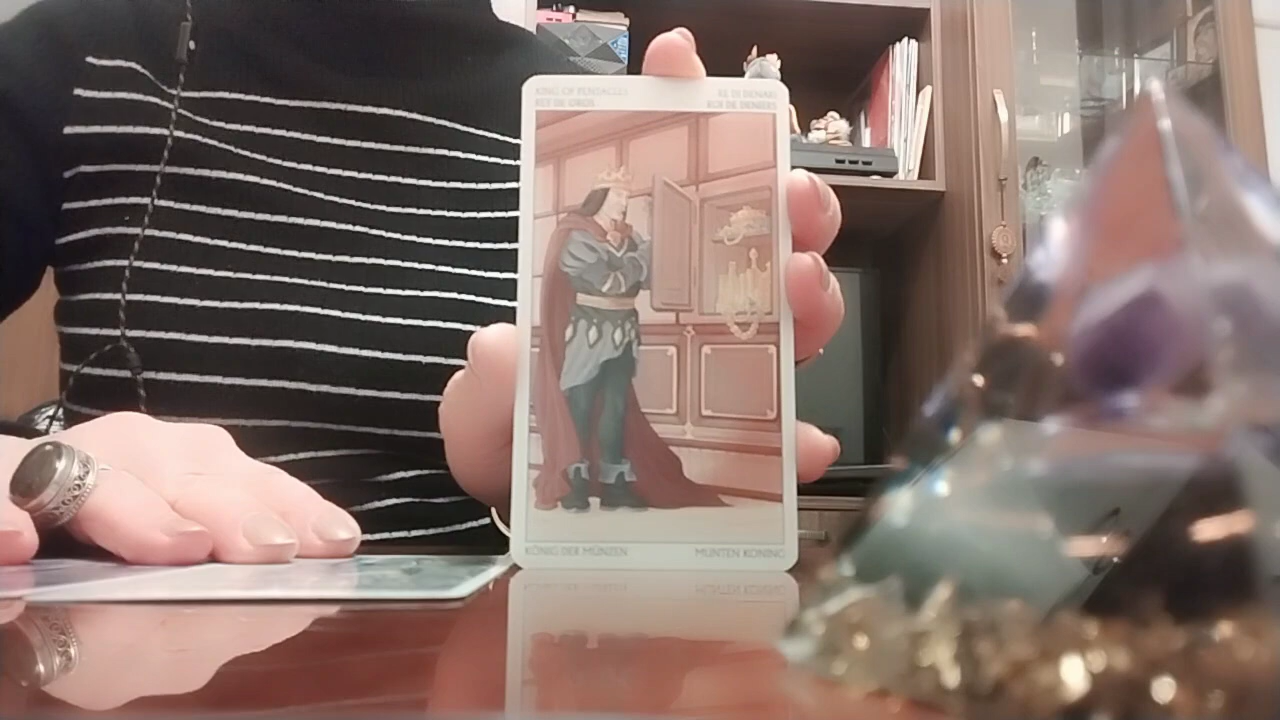 KING OF PENTACLES
REY DE OROS
RE DI DENARI
ROI DE DENIERS
KÖNIG DER MÜNZEN
MUNTEN KONING